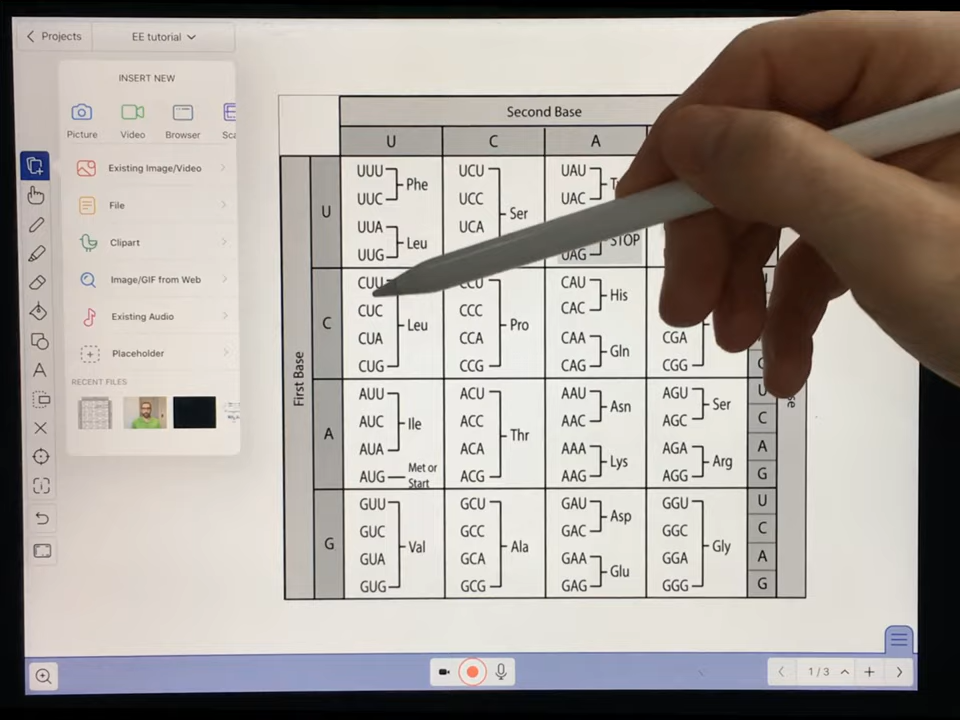 Projects
EE tutorial
INSERT NEW
Picture
Video
Browser
Existing Image/Video
File
Clipart
Image/GIF from Web
Existing Audio
Placeholder
RECENT FILES
Second Base
U
C
A
First Base
U
UUU
UUC
Phe
UUA
UUG
Leu
UCU
UCC
UCA
Ser
UAU
UAC
UAG
STOP
C
CUU
CUC
CUA
CUG
Leu
CCU
CCC
CCA
CCG
Pro
CAU
CAC
His
CAA
CAG
Gln
CGA
CGG
C
A
AUU
AUC
AUA
Ile
AUG
Met or
Start
ACU
ACC
ACA
ACG
Thr
AAU
AAC
Asn
AAA
AAG
Lys
AGU
AGC
Ser
AGA
AGG
Arg
U
C
A
G
G
GUU
GUC
GUA
GUG
Val
GCU
GCC
GCA
GCG
Ala
GAU
GAC
Asp
GAA
GAG
Glu
GGU
GGC
GGA
GGG
Gly
U
C
A
G
1/3